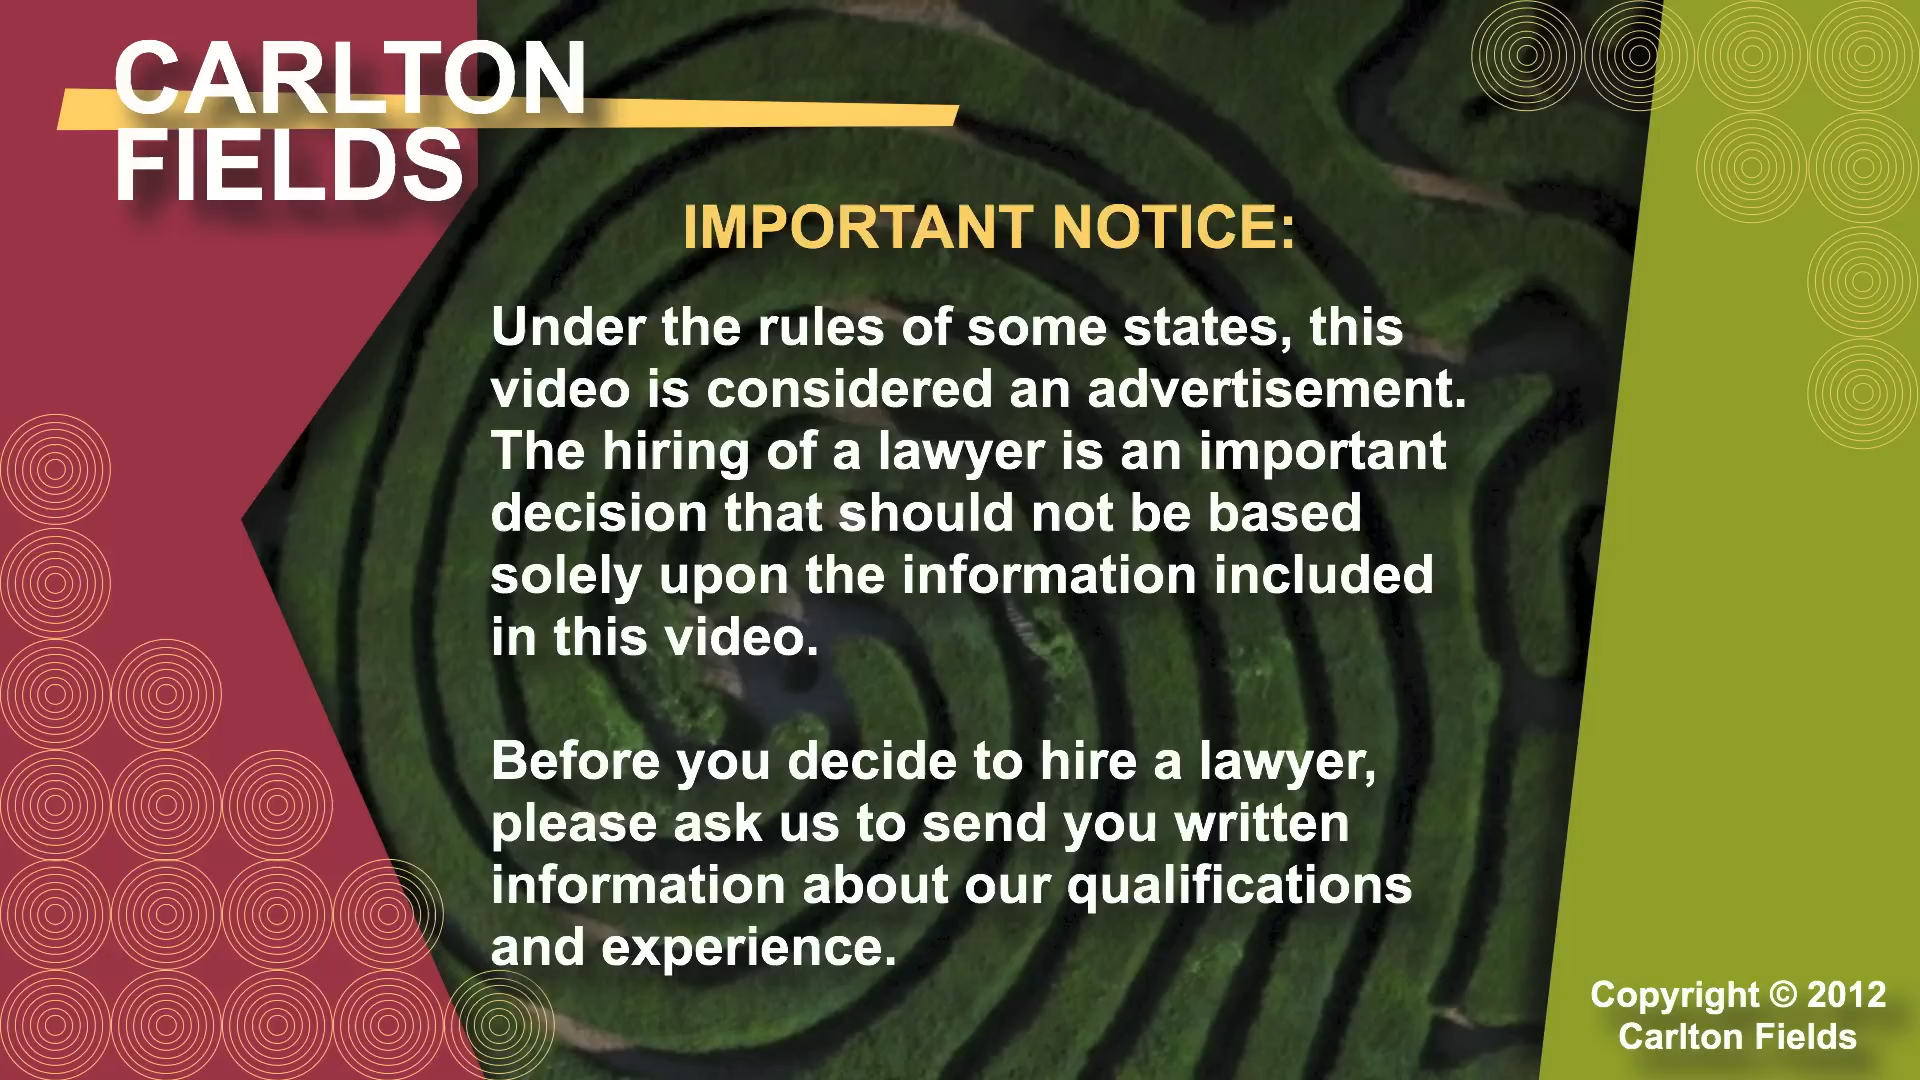 CARLTON
FIELDS
IMPORTANT NOTICE:
Under the rules of some states, this
video is considered an advertisement.
The hiring of a lawyer is an important
decision that should not be based
solely upon the information included
in this video.
Before you decide to hire a lawyer,
please ask us to send you written
information about our qualifications
and experience.
Copyright © 2012
Carlton Fields